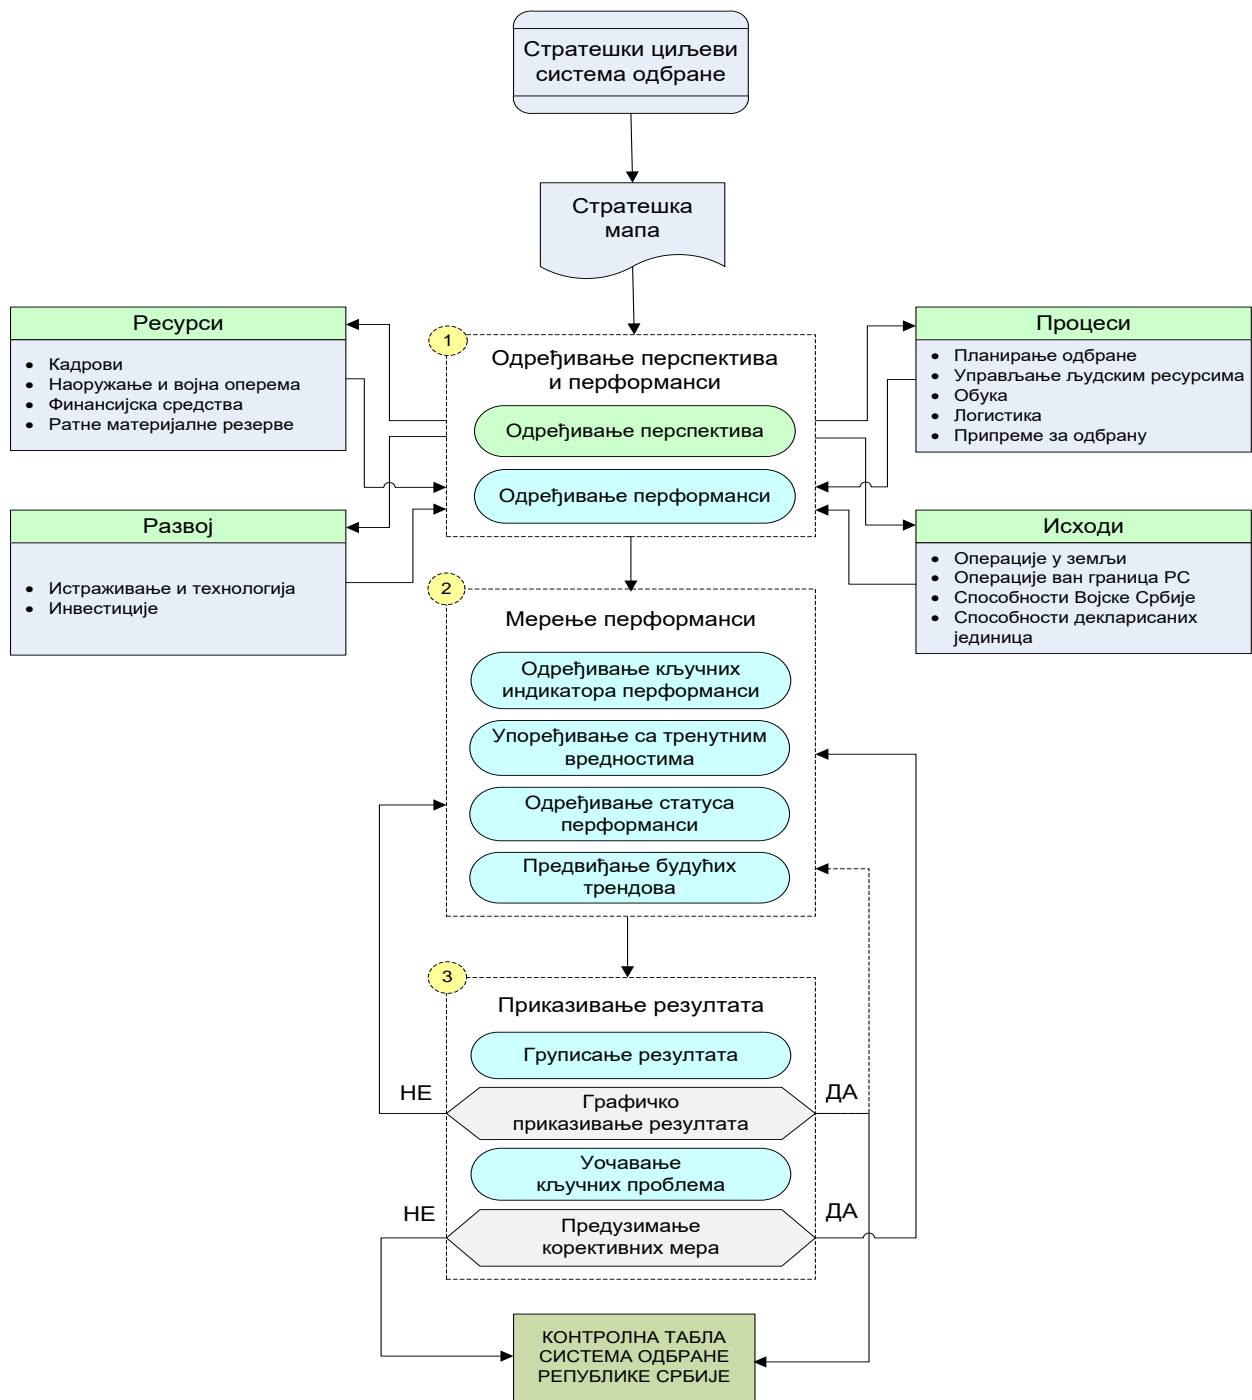 Стратешки циљеви
система одбране
Стратешка
мапа
Ресурси
• Кадрови
• Наоружање и војна оперема
• Финансијска средства
• Ратне материјалне резерве
Развој
• Истраживање и технологија
• Инвестиције
1
Одређивање перспектива
и перформанси
Одређивање перспектива
Одређивање перформанси
Процеси
• Планирање одбране
• Управљање људским ресурсима
• Обука
• Логистика
• Припреме за одбрану
Исходи
• Операције у земљи
• Операције ван граница РС
• Способности Војске Србије
• Способности декларисаних
јединица
2
Мерење перформанси
Одређивање кључних
индикатора перформанси
Упоређивање са тренутним
вредностима
Одређивање статуса
перформанси
Предвиђање будућих
трендова
3
Приказивање резултата
Груписање резултата
НЕ
Графичко
приказивање резултата
ДА
Уочавање
кључних проблема
НЕ
Предузимање
корективних мера
ДА
КОНТРОЛНА ТАБЛА
СИСТЕМА ОДБРАНЕ
РЕПУБЛИКЕ СРБИЈЕ